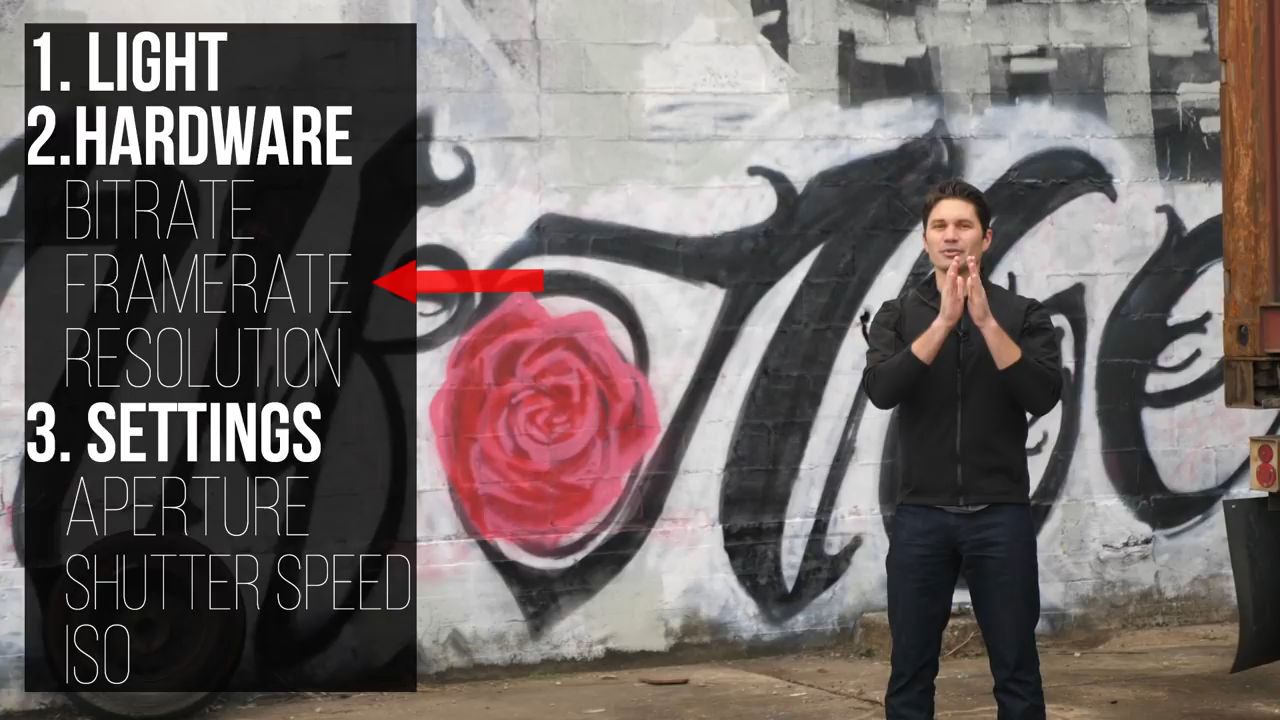 1. LIGHT
2.HARDWARE
BITRATE
FRAMERATE
RESOLUTION
3. SETTINGS
APERTURE
SHUTTER SPEED
ISO